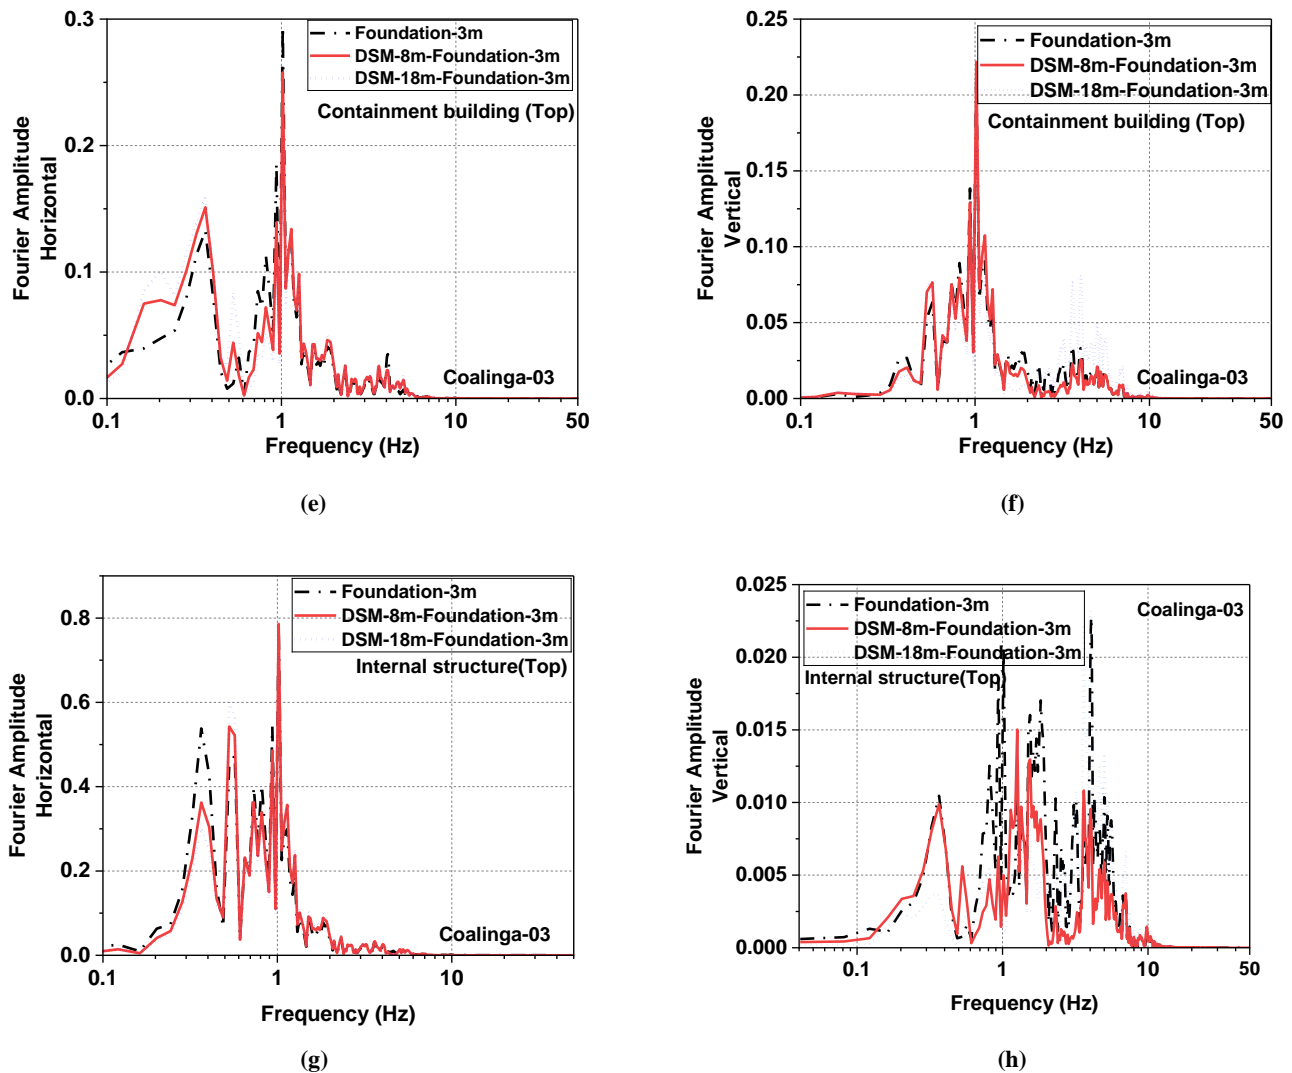 0.3
0.2
0.1
0.0
0.1
1
10
50
Fourier Amplitude
Horizontal
Frequency (Hz)
Foundation-3m
DSM-8m-Foundation-3m
DSM-18m-Foundation-3m
Containment building (Top)
Coalinga-03
(e)
0.25
0.20
0.15
0.10
0.05
0.00
0.1
1
10
50
Fourier Amplitude
Vertical
Frequency (Hz)
Foundation-3m
DSM-8m-Foundation-3m
DSM-18m-Foundation-3m
Containment building (Top)
Coalinga-03
(f)
0.8
0.6
0.4
0.2
0.0
0.1
1
10
Fourier Amplitude
Horizontal
Frequency (Hz)
Foundation-3m
DSM-8m-Foundation-3m
DSM-18m-Foundation-3m
Internal structure(Top)
Coalinga-03
(g)
0.025
0.020
0.015
0.010
0.005
0.000
0.1
1
10
50
Fourier Amplitude
Vertical
Frequency (Hz)
Foundation-3m
DSM-8m-Foundation-3m
DSM-18m-Foundation-3m
Internal structure(Top)
Coalinga-03
(h)